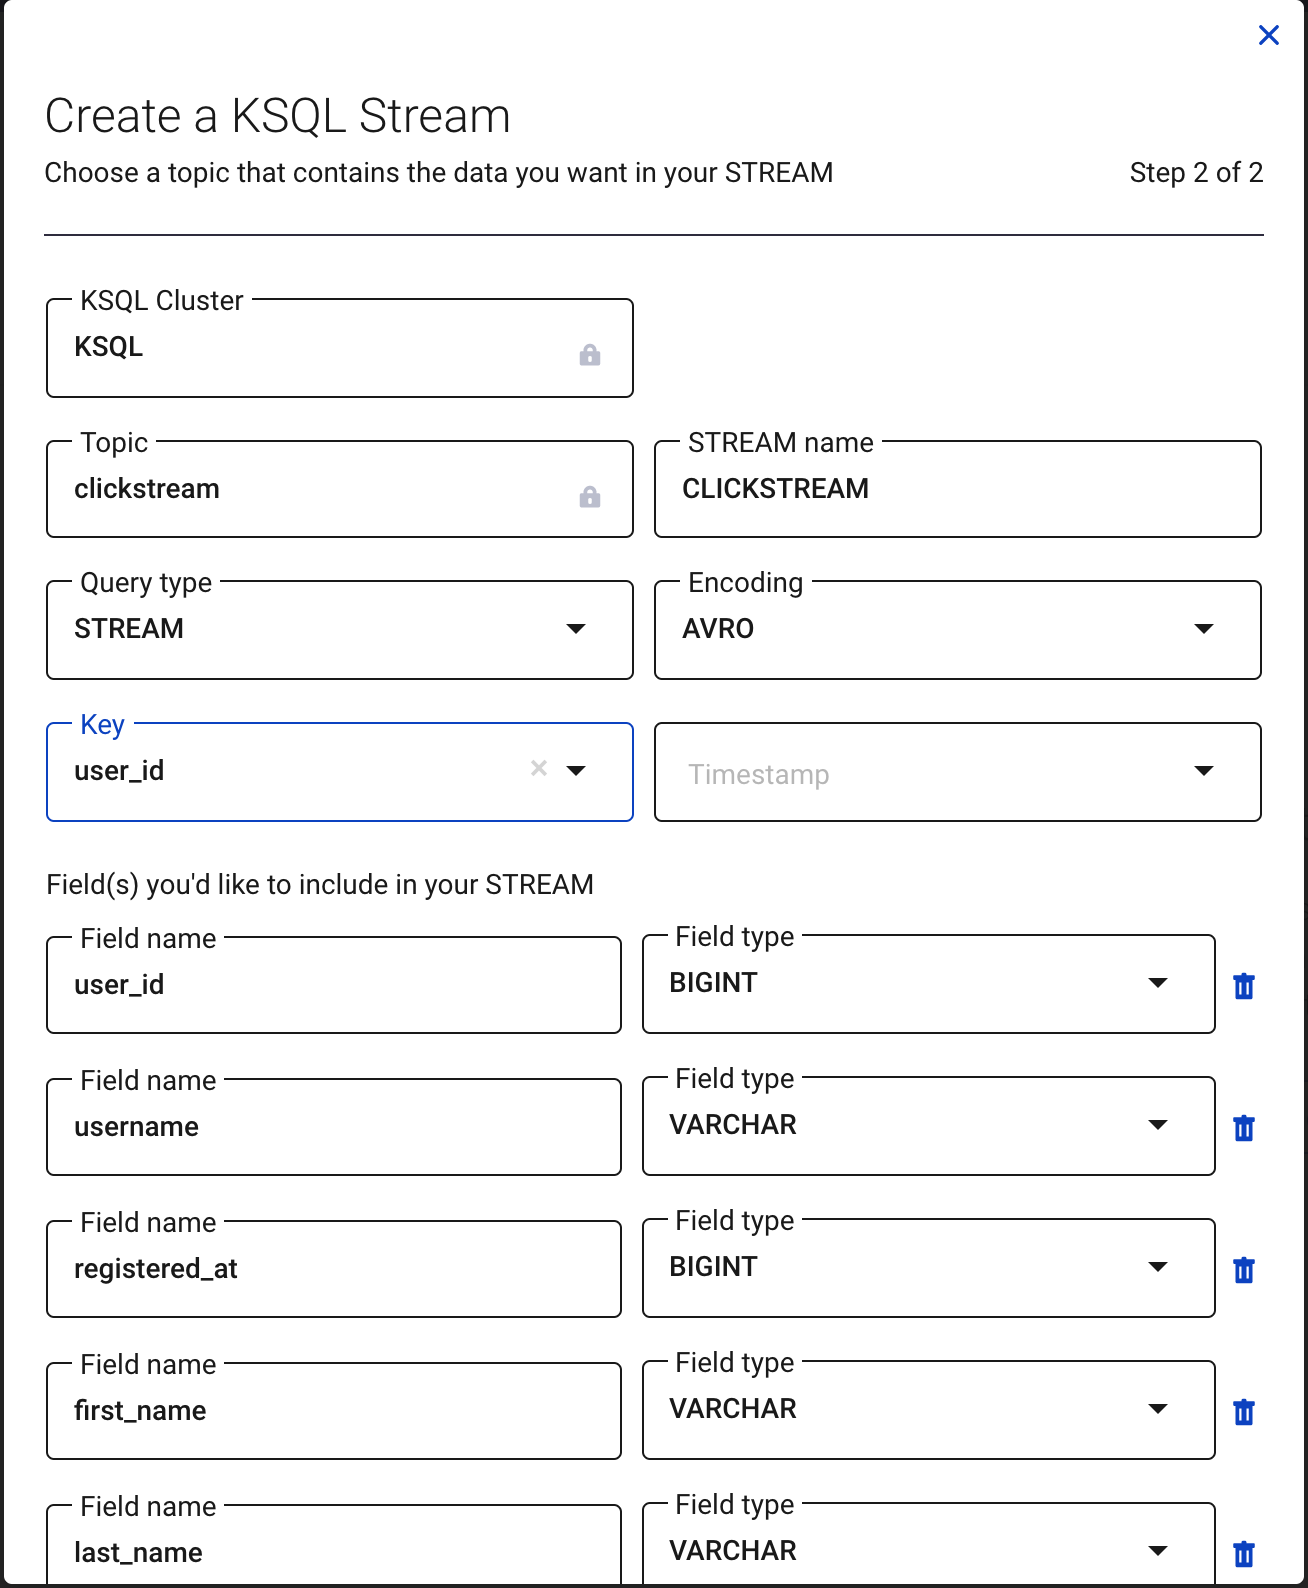 Create a KSQL Stream
Choose a topic that contains the data you want in your STREAM
Step 2 of 2
KSQL Cluster
KSQL
Topic
clickstream
STREAM name
CLICKSTREAM
Query type
STREAM
Encoding
AVRO
Key
user_id
Timestamp
Field(s) you'd like to include in your STREAM
Field name
user_id
Field type
BIGINT
Field name
username
Field type
VARCHAR
Field name
registered_at
Field type
BIGINT
Field name
first_name
Field type
VARCHAR
Field name
last_name
Field type
VARCHAR